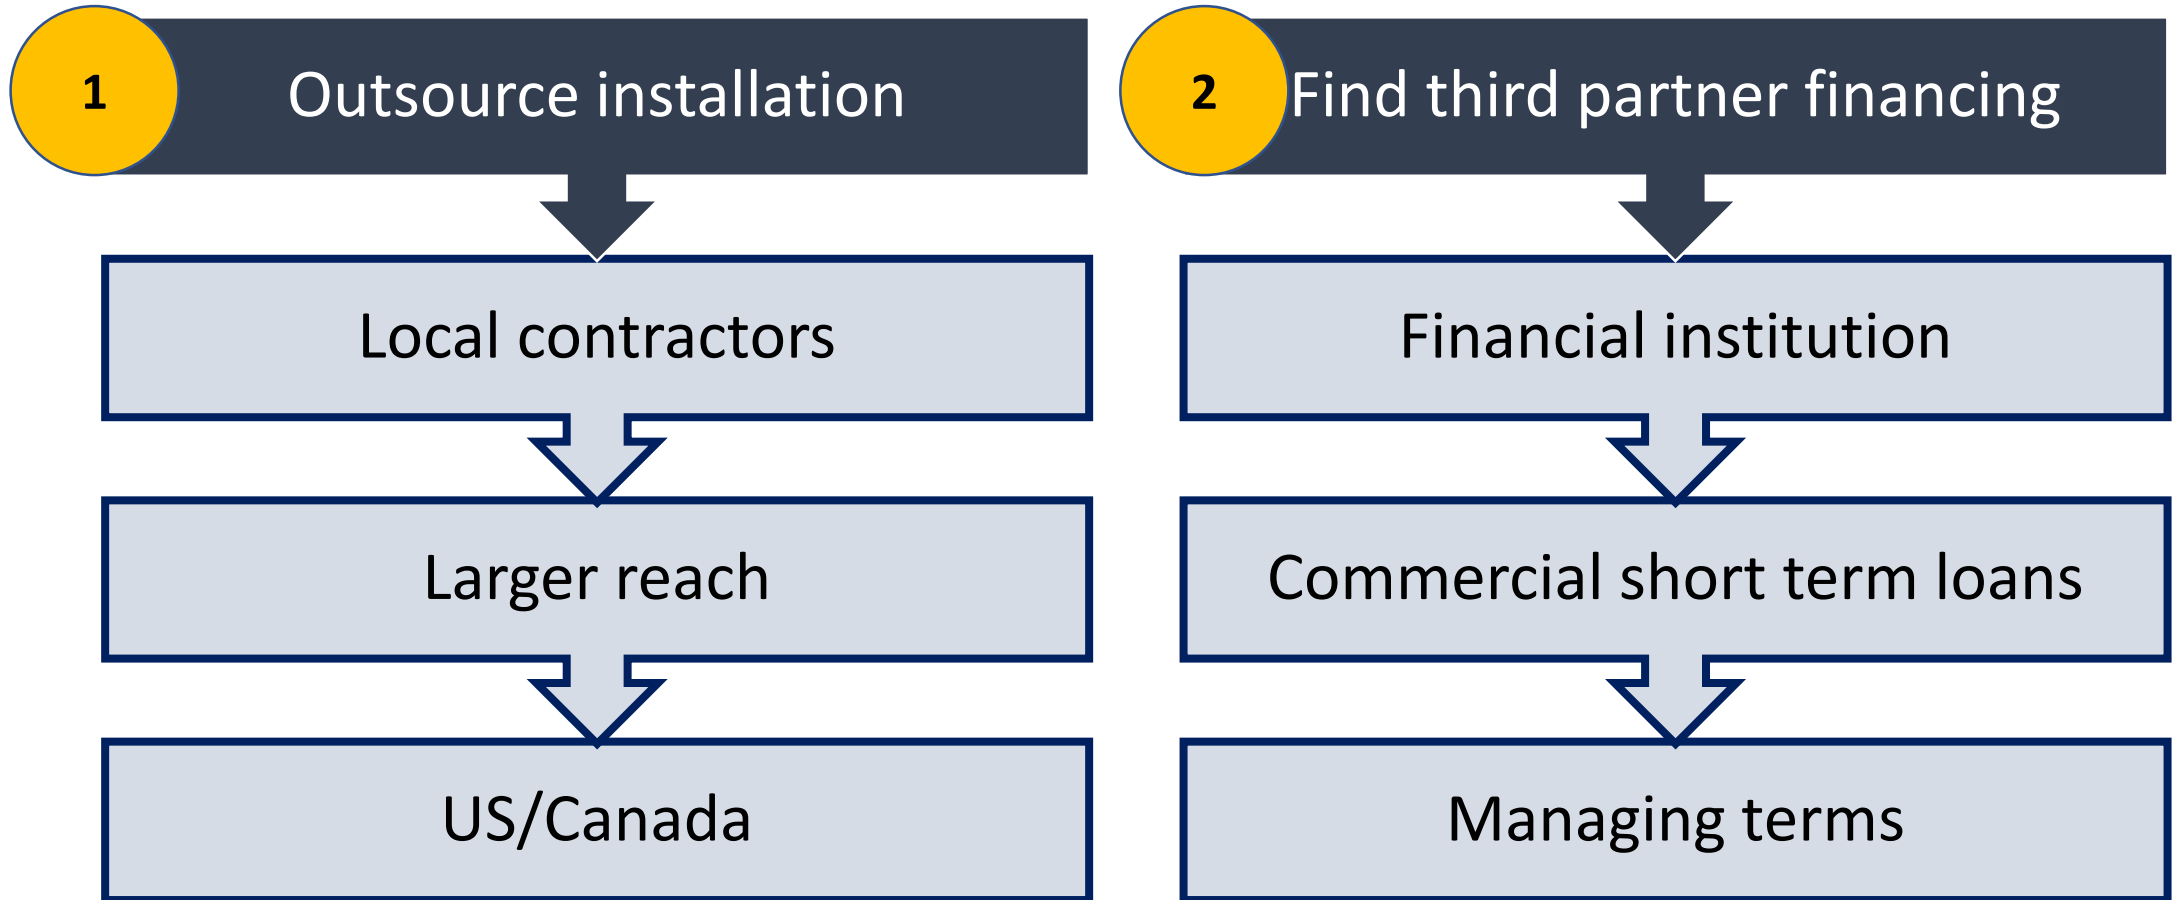 1
Outsource installation
Local contractors
Larger reach
US/Canada
2
Find third partner financing
Financial institution
Commercial short term loans
Managing terms